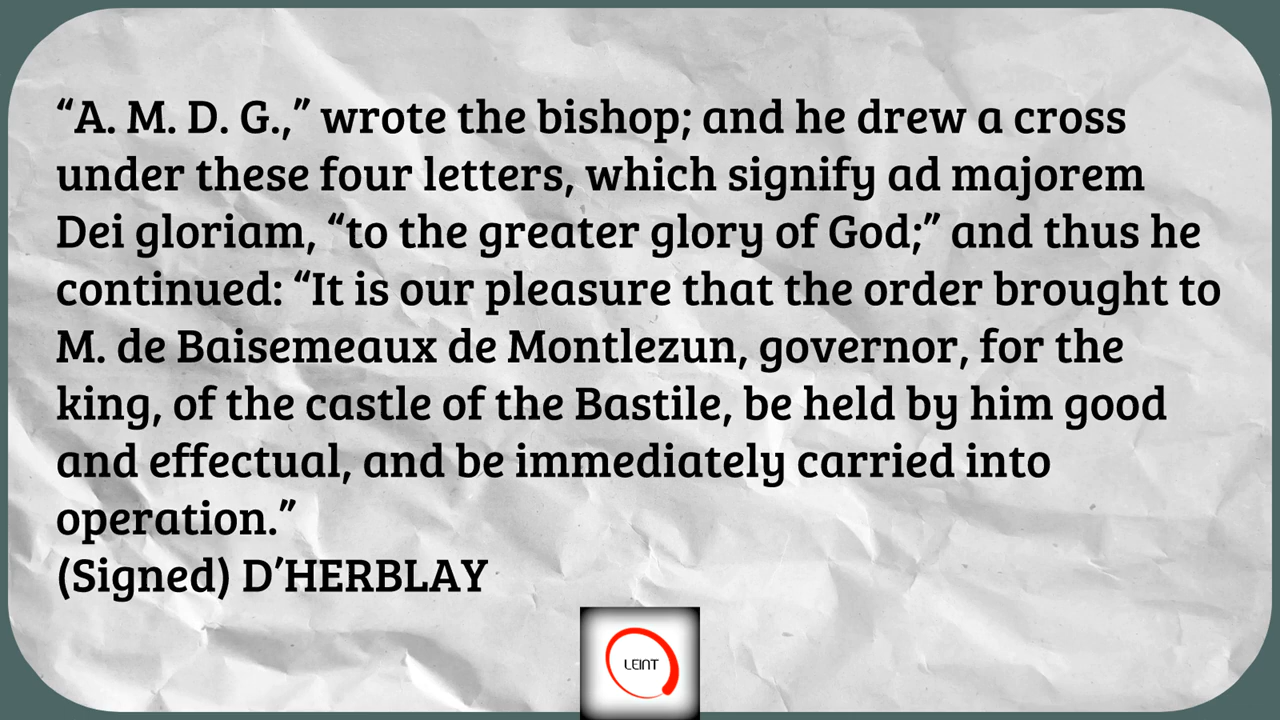 “A. M. D. G.,” wrote the bishop; and he drew a cross
under these four letters, which signify ad majorem
Dei gloriam, “to the greater glory of God;” and thus he
continued: “It is our pleasure that the order brought to
M. de Baisemeaux de Montlezun, governor, for the
king, of the castle of the Bastile, be held by him good
and effectual, and be immediately carried into
operation.”
(Signed) D’HERBLAY
LEINT